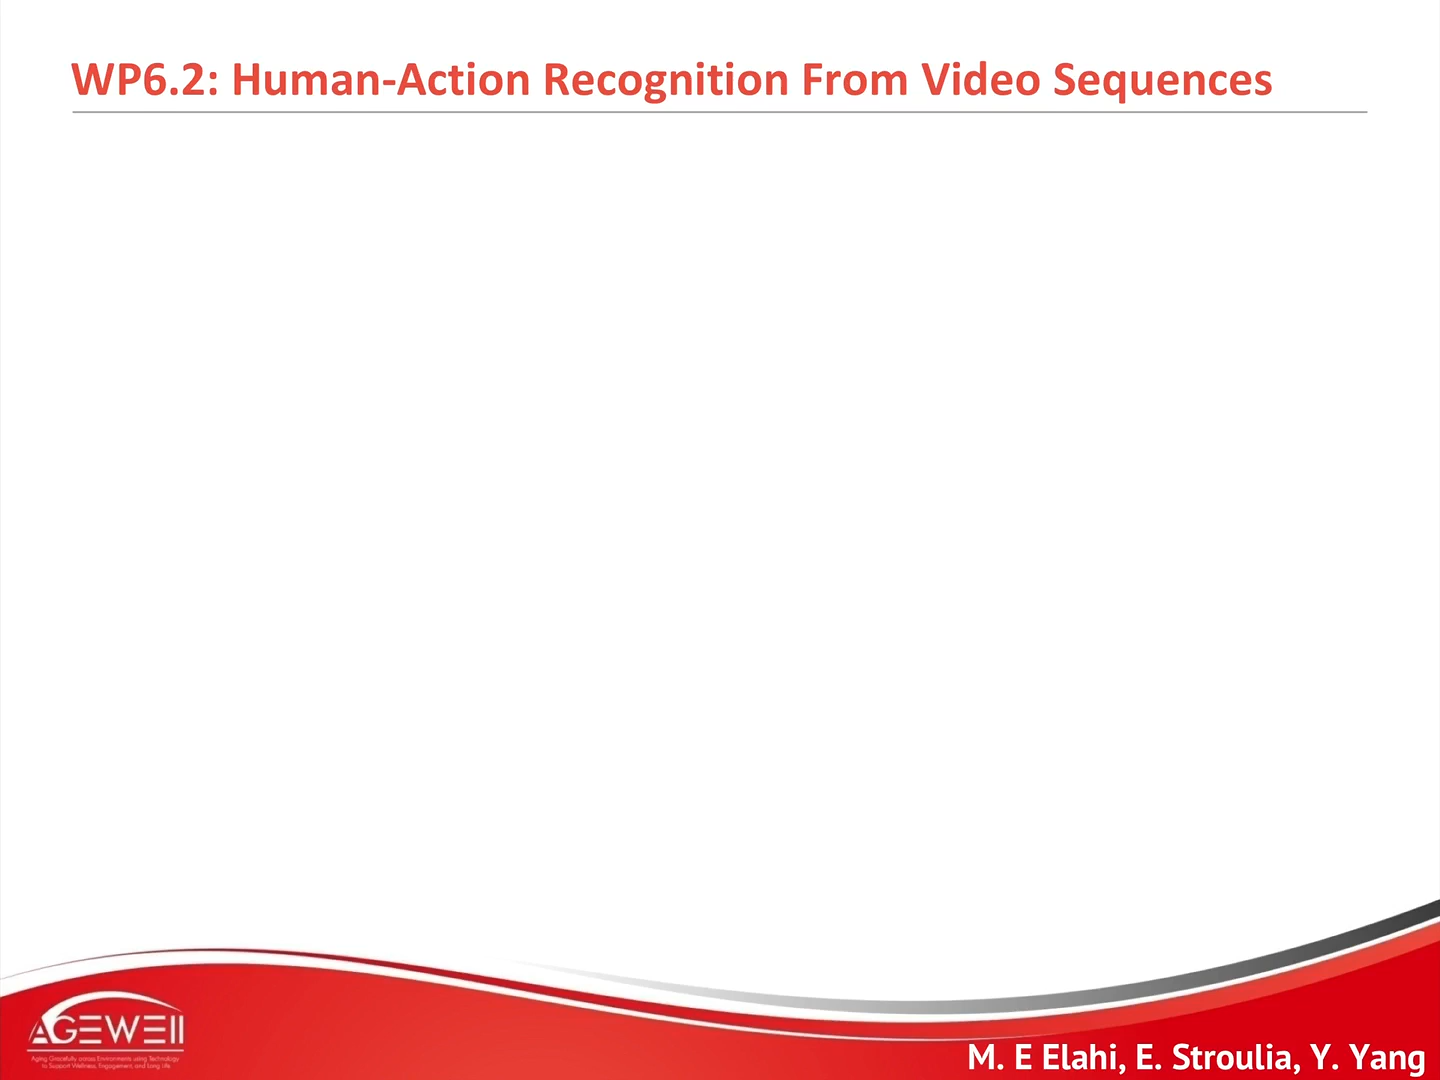 WP6.2: Human-Action Recognition From Video Sequences
AGEWELL
Aging Gracefully across Environments using Technology
to Support Wellness, Engagement, and Long Life
M. E Elahi, E. Stroulia, Y. Yang